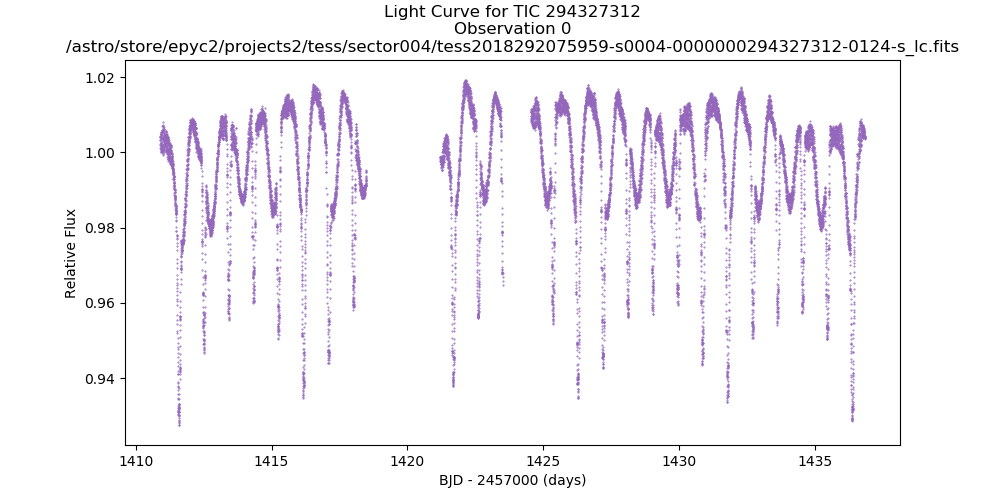 Light Curve for TIC 294327312
Observation 0
/astro/store/epyc2/projects2/tess/sector004/tess2018292075959-s0004-0000000294327312-0124-s_lc.fits
1.02
1.00
0.98
0.96
0.94
Relative Flux
1410
1415
1420
1425
1430
1435
BJD - 2457000 (days)